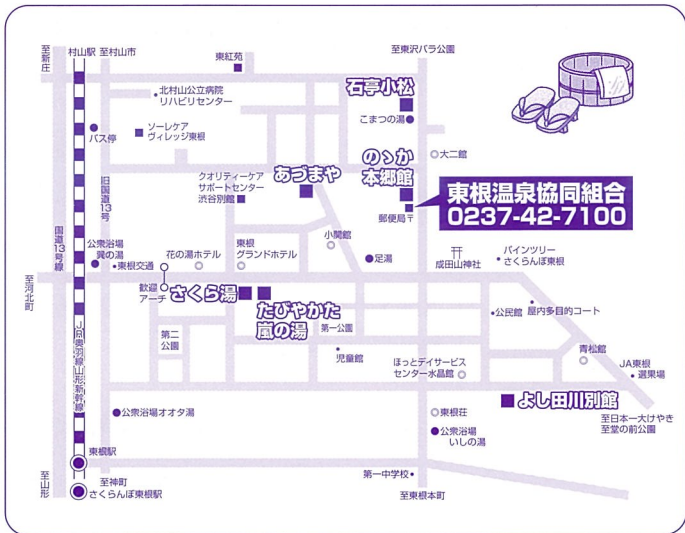 至新庄
村山駅
至村山市
東紅苑
至東沢バラ公園
・北村山公立病院
リハビリセンター
石亭小松
こまつの湯
バス停
ソーレケア
ヴィレッジ東根
大二館
のゝか
本郷館
あづまや
クオリティーケア
サポートセンター
渋谷別館
旧国道13号
国道13号線
郵便局〒
東根温泉協同組合
0237-42-7100
公衆浴場
巽の湯
・東根交通
花の湯ホテル
東根
グランドホテル
小関館
足湯
成田山神社
パインツリー
さくらんぼ東根
至河北町
歓迎
アーチ
さくら湯
たびやかた
嵐の湯
第一公園
・公民館
屋内多目的コート
第二
公園
児童館
ほっとデイサービス
センター水晶館
青松館
JA東根
・選果場
JR奥羽線山形新幹線
よし田川別館
至日本一大けやき
至堂の前公園
公衆浴場オオタ湯
東根荘
公衆浴場
いしの湯
東根駅
第一中学校・
至山形
至神町
さくらんぼ東根駅
至東根本町